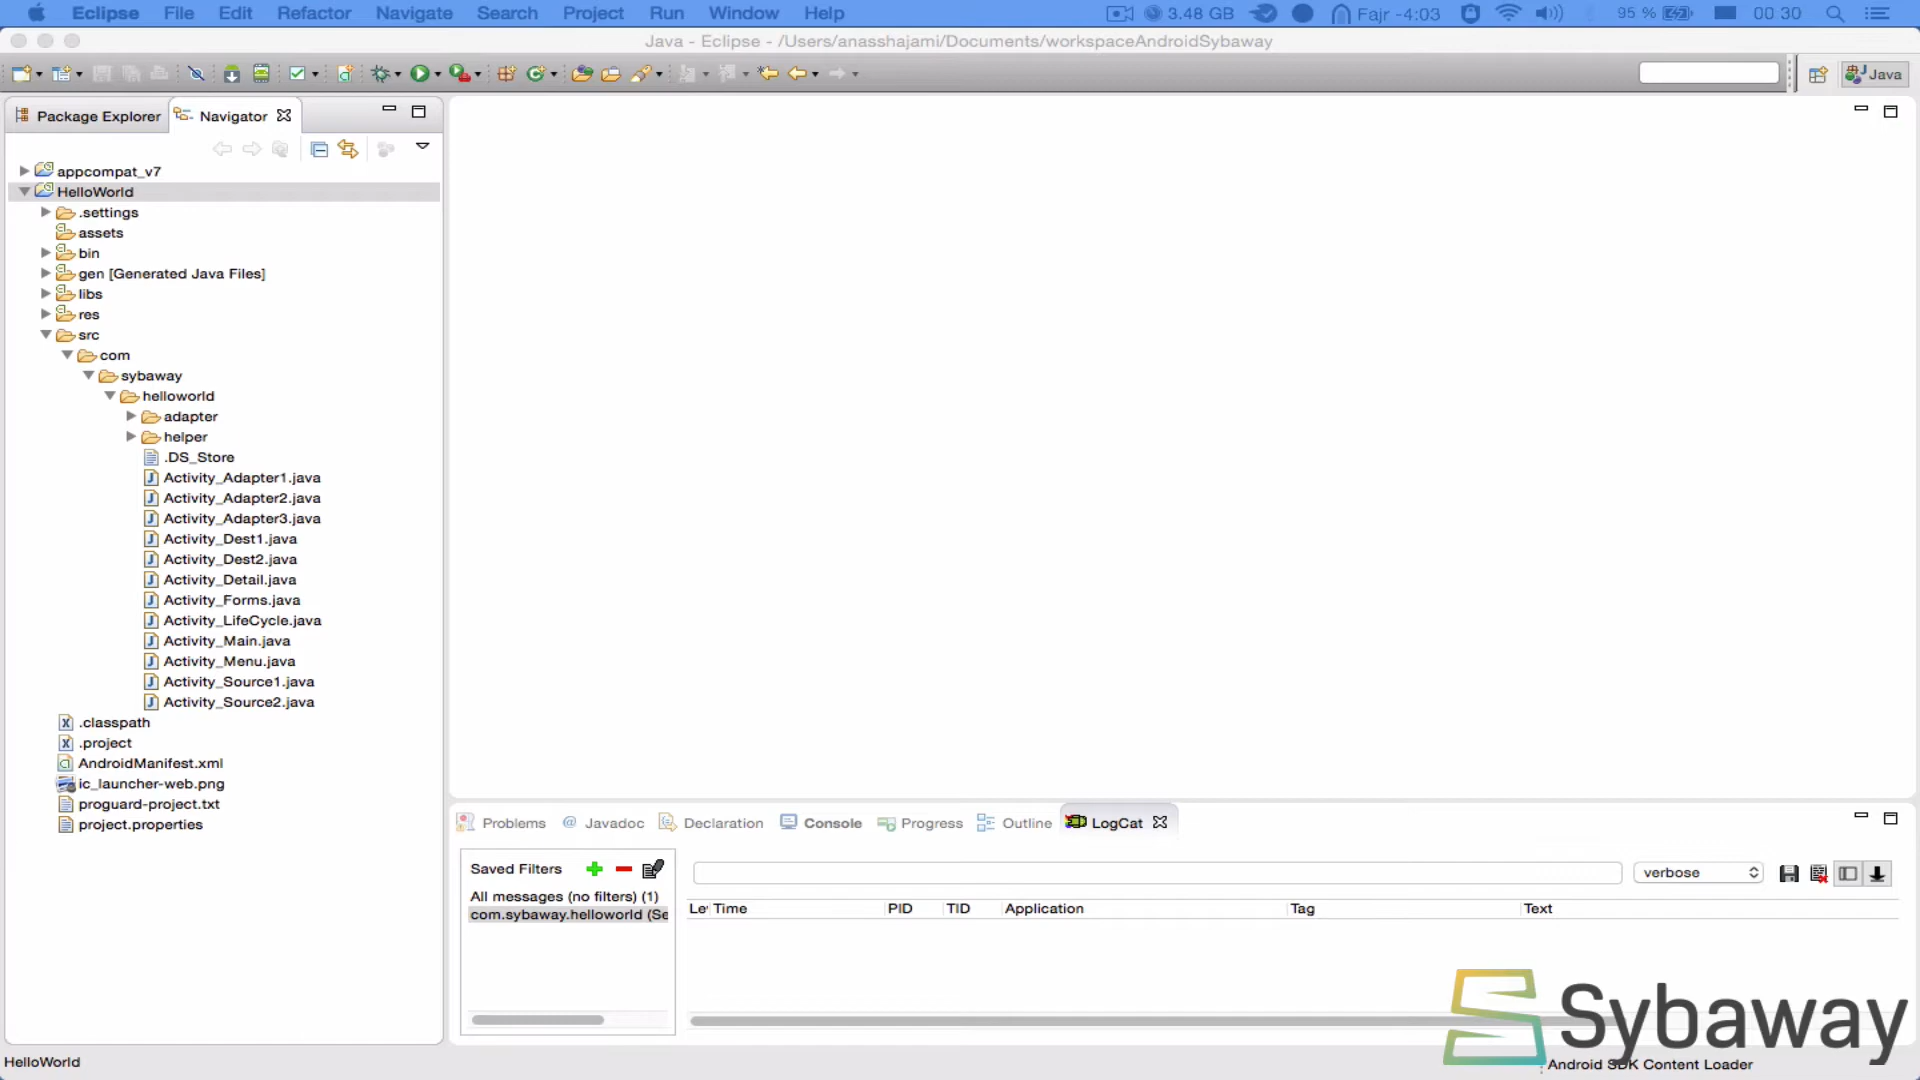 Eclipse File Edit Refactor Navigate Search Project Run Window Help 3.48 GB Fajr -4:03 95 % 00 30
Java - Eclipse - /Users/anasshajami/Documents/workspaceAndroidSybaway
Java
Package Explorer Navigator
appcompat_v7
HelloWorld
.settings
assets
bin
gen [Generated Java Files]
libs
res
src
com
sybaway
helloworld
adapter
helper
.DS_Store
Activity_Adapter1.java
Activity_Adapter2.java
Activity_Adapter3.java
Activity_Dest1.java
Activity_Dest2.java
Activity_Detail.java
Activity_Forms.java
Activity_LifeCycle.java
Activity_Main.java
Activity_Menu.java
Activity_Source1.java
Activity_Source2.java
.classpath
.project
AndroidManifest.xml
ic_launcher-web.png
proguard-project.txt
project.properties
Problems @ Javadoc Declaration Console Progress Outline LogCat
Saved Filters
All messages (no filters) (1)
com.sybaway.helloworld (Se
verbose
Le Time PID TID Application Tag Text
Sybaway
HelloWorld
Android SDK Content Loader